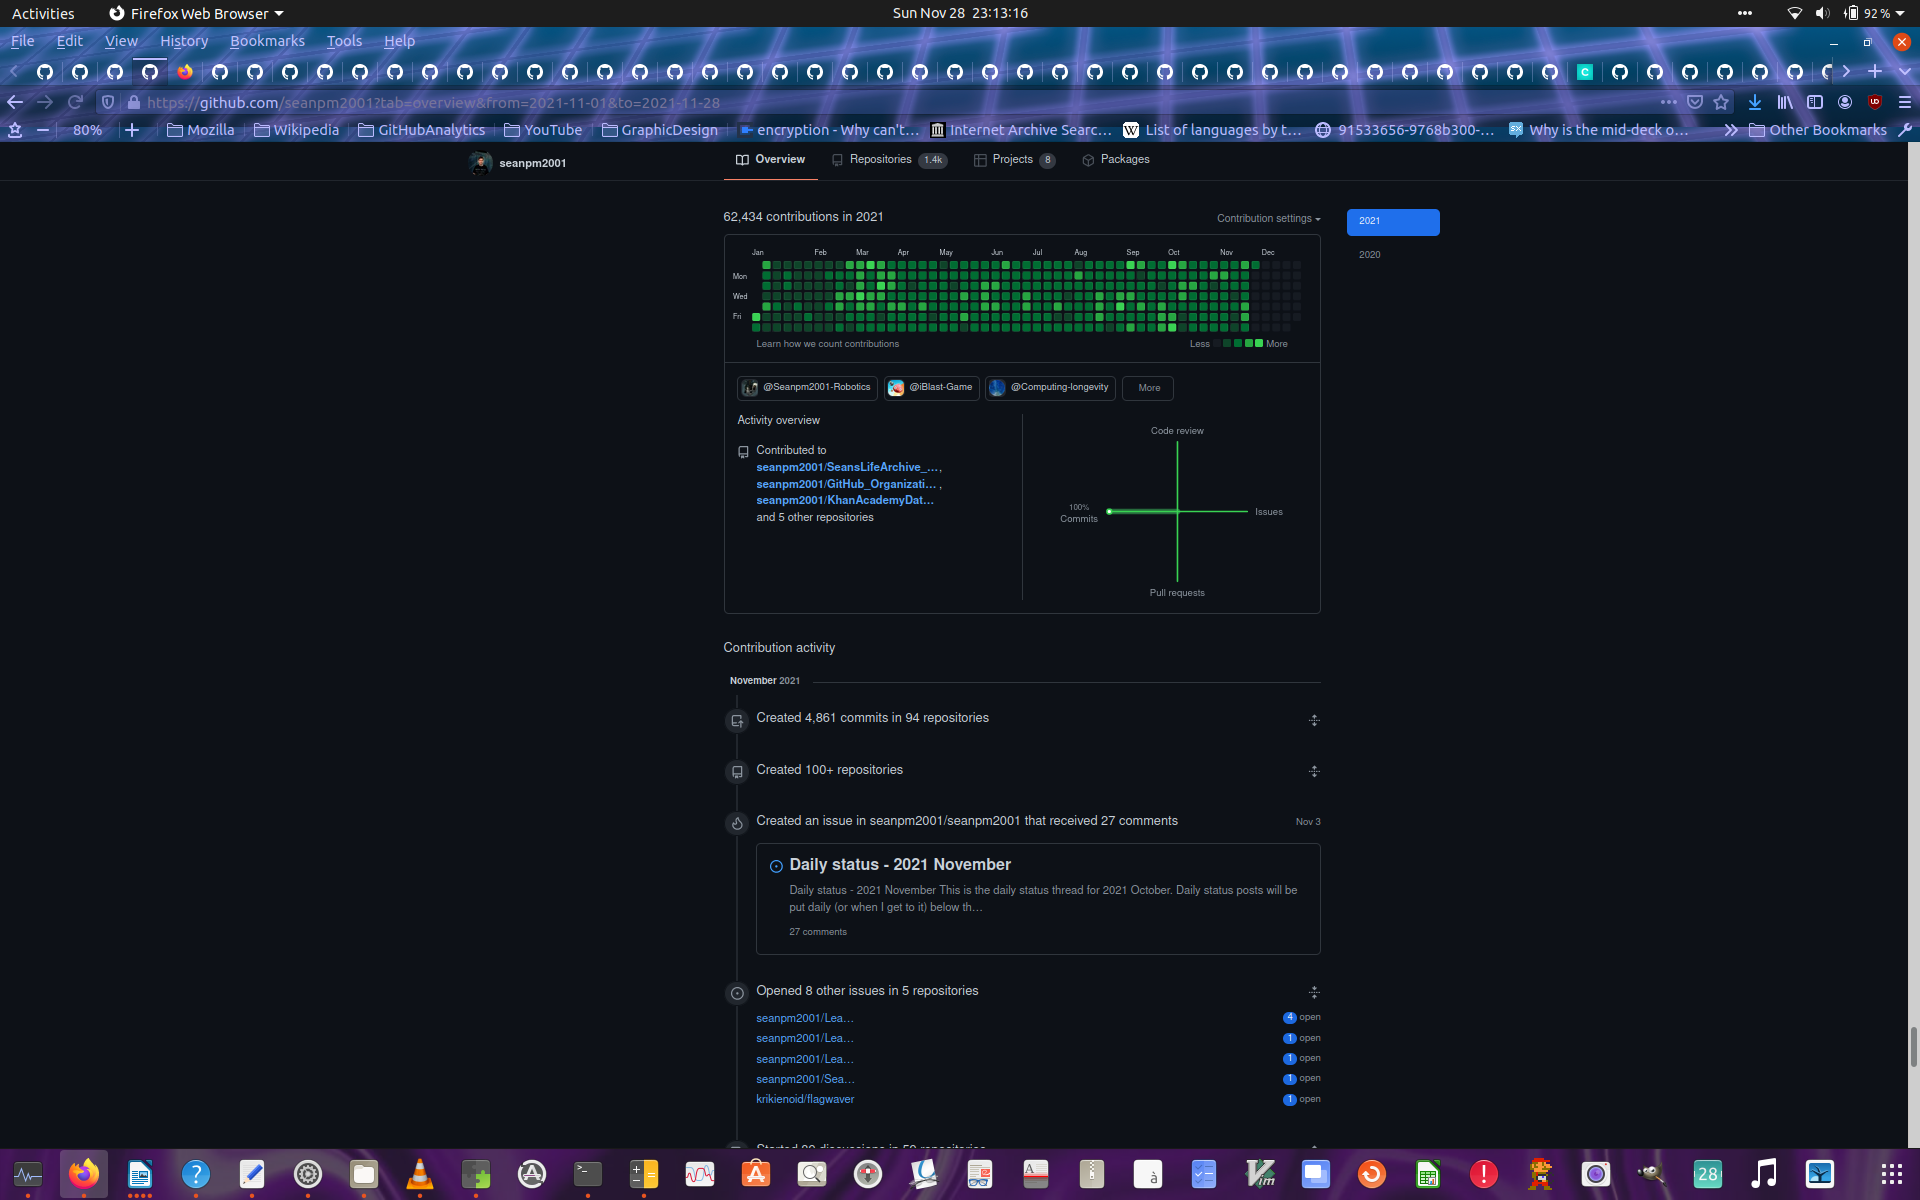 Activities Firefox Web Browser Sun Nov 28 23:13:16 92 %
File Edit View History Bookmarks Tools Help
https://github.com/seanpm2001?tab=overview&from=2021-11-01&to=2021-11-28
80% Mozilla Wikipedia GitHubAnalytics YouTube GraphicDesign encryption - Why can't… Internet Archive Searc… List of languages by t… 91533656-9768b300-… Why is the mid-deck o… Other Bookmarks
seanpm2001 Overview Repositories 1.4k Projects 8 Packages
62,434 contributions in 2021 Contribution settings 2021
2020
Jan Feb Mar Apr May Jun Jul Aug Sep Oct Nov Dec
Mon
Wed
Fri
Learn how we count contributions Less More
@Seanpm2001-Robotics @iBlast-Game @Computing-longevity More
Activity overview
Code review
Contributed to
seanpm2001/SeansLifeArchive_…,
seanpm2001/GitHub_Organizati… ,
seanpm2001/KhanAcademyDat…
and 5 other repositories
100%
Commits
Issues
Pull requests
Contribution activity
November 2021
Created 4,861 commits in 94 repositories
Created 100+ repositories
Created an issue in seanpm2001/seanpm2001 that received 27 comments Nov 3
Daily status - 2021 November
Daily status - 2021 November This is the daily status thread for 2021 October. Daily status posts will be
put daily (or when I get to it) below th…
27 comments
Opened 8 other issues in 5 repositories
seanpm2001/Lea… 4 open
seanpm2001/Lea… 1 open
seanpm2001/Lea… 1 open
seanpm2001/Sea… 1 open
krikienoid/flagwaver 1 open
28